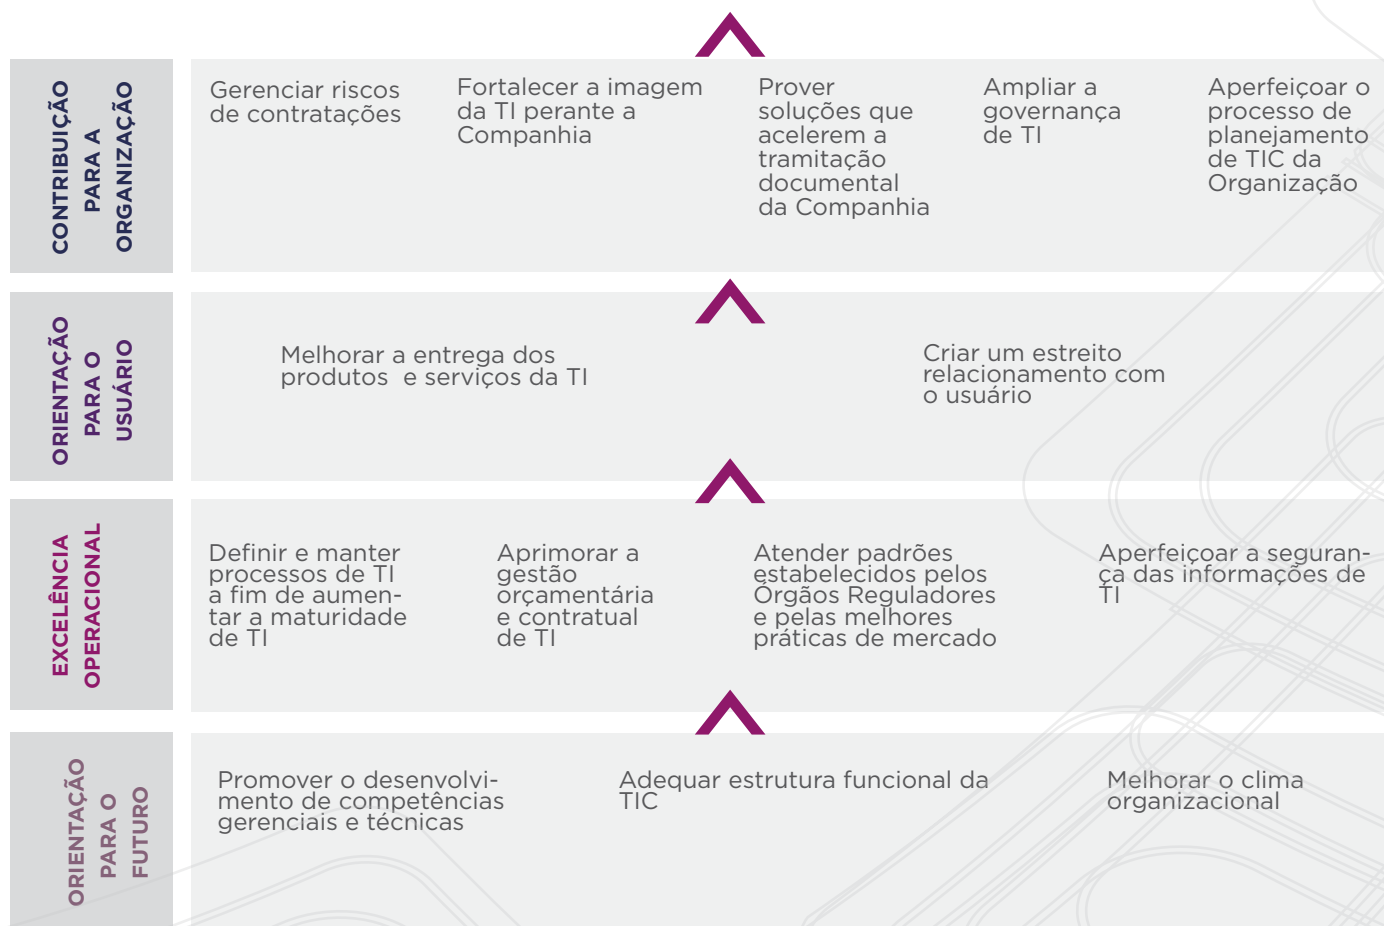 CONTRIBUIÇÃO
PARA A
ORGANIZAÇÃO
Gerenciar riscos
de contratações
Fortalecer a imagem
da TI perante a
Companhia
Prover
soluções que
acelerem a
tramitação
documental
da Companhia
Ampliar a
governança
de TI
Aperfeiçoar o
processo de
planejamento
de TIC da
Organização
ORIENTAÇÃO
PARA O
USUÁRIO
Melhorar a entrega dos
produtos  e serviços da TI
Criar um estreito
relacionamento com
o usuário
EXCELÊNCIA
OPERACIONAL
Definir e manter
processos de TI
a fim de aumen-
tar a maturidade
de TI
Aprimorar a
gestão
orçamentária
e contratual
de TI
Atender padrões
estabelecidos pelos
Órgãos Reguladores
e pelas melhores
práticas de mercado
Aperfeiçoar a seguran-
ça das informações de
TI
ORIENTAÇÃO
PARA O
FUTURO
Promover o desenvolvi-
mento de competências
gerenciais e técnicas
Adequar estrutura funcional da
TIC
Melhorar o clima
organizacional